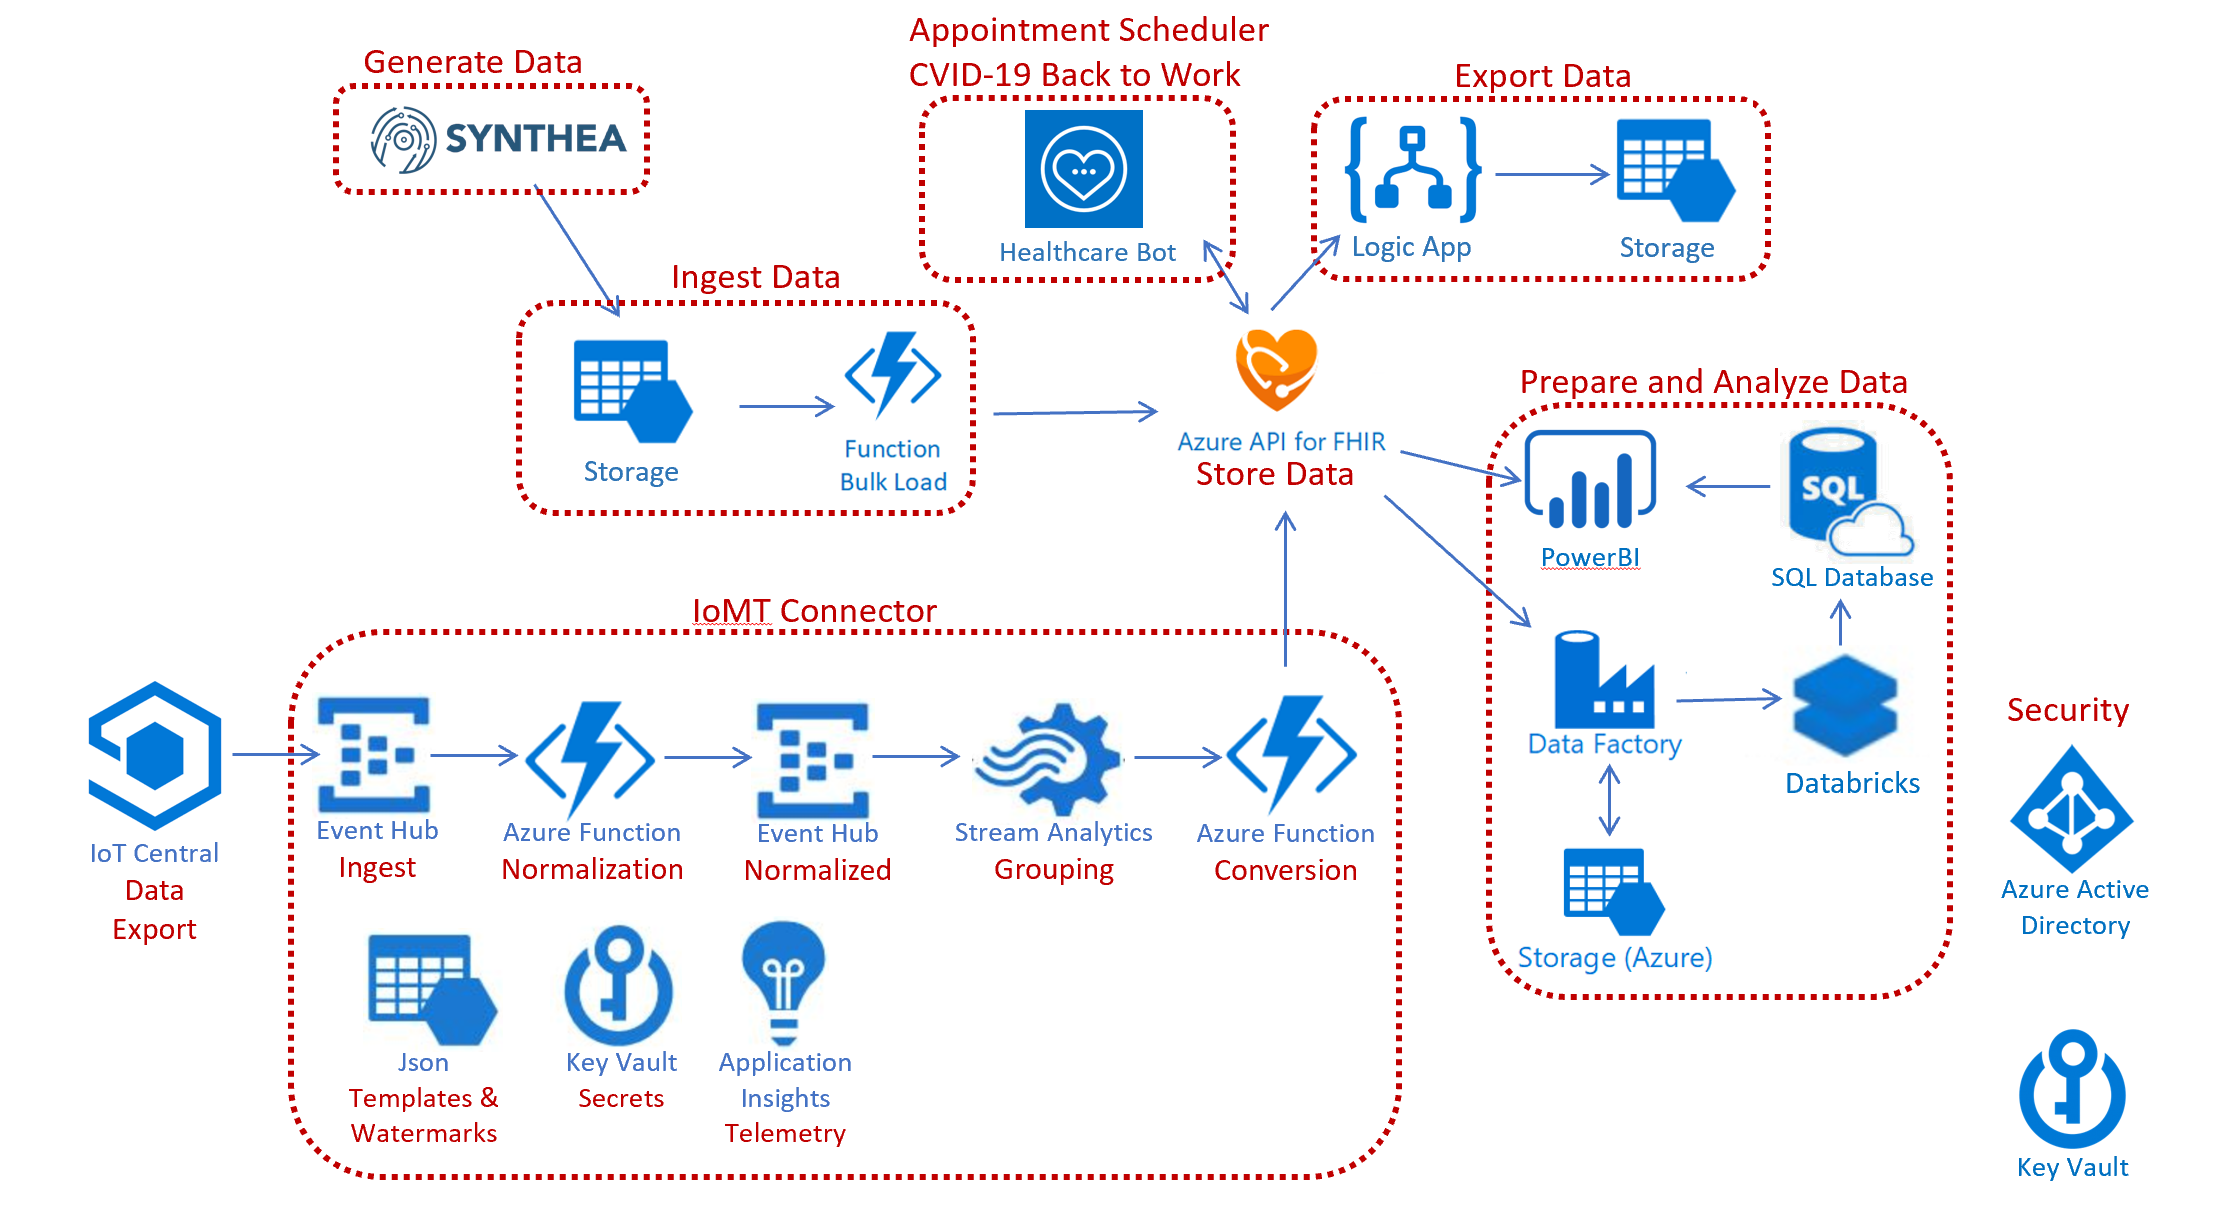 Generate Data
SYNTHEA
Appointment Scheduler
CVID-19 Back to Work
Healthcare Bot
Export Data
Logic App
Storage
Ingest Data
Storage
Function
Bulk Load
Azure API for FHIR
Store Data
Prepare and Analyze Data
PowerBI
SQL
SQL Database
Data Factory
Databricks
Storage (Azure)
IoMT Connector
IoT Central
Data
Export
Event Hub
Ingest
Azure Function
Normalization
Event Hub
Normalized
Stream Analytics
Grouping
Azure Function
Conversion
Json
Templates &
Watermarks
Key Vault
Secrets
Application
Insights
Telemetry
Security
Azure Active
Directory
Key Vault